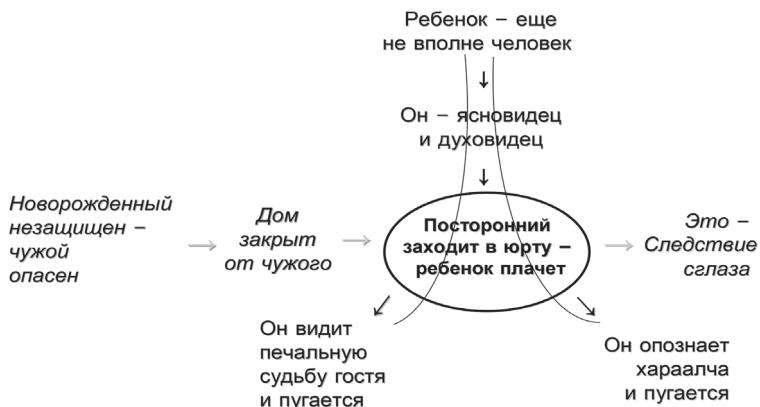 Ребенок – еще
не вполне человек
Он – ясновидец
и духовидец
Новорожденный
незащищен –
чужой
опасен
Дом
закрыт
от чужого
Посторонний
заходит в юрту –
ребенок плачет
Это –
Следствие
сглаза
Он видит
печальную
судьбу гостя
и пугается
Он опознает
хараалча
и пугается